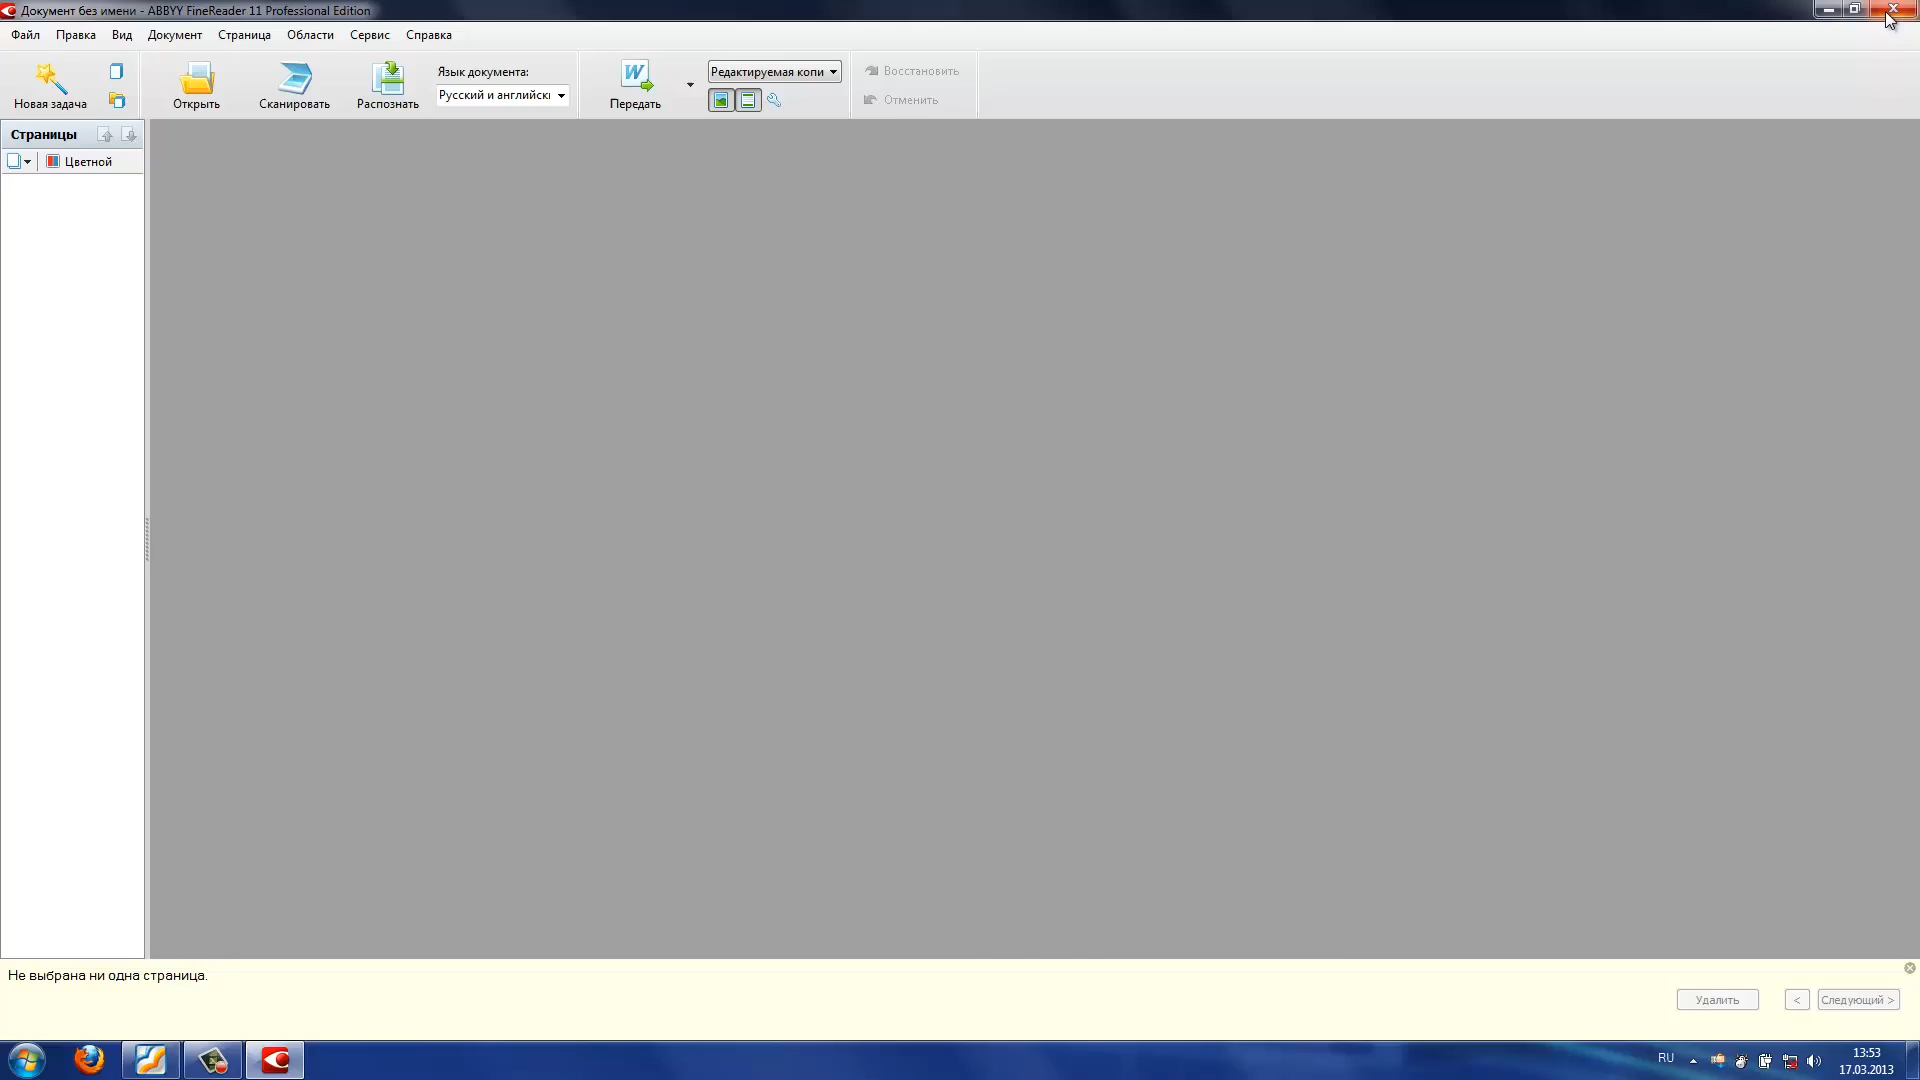 Документ без имени - ABBYY FineReader 11 Professional Edition
Файл Правка Вид Документ Страница Области Сервис Справка
Новая задача
Открыть
Сканировать
Распознать
Язык документа:
Русский и английскі
Передать
Редактируемая копи
Восстановить
Отменить
Страницы
Цветной
Не выбрана ни одна страница.
Удалить
<
Следующий >
RU
13:53
17.03.2013